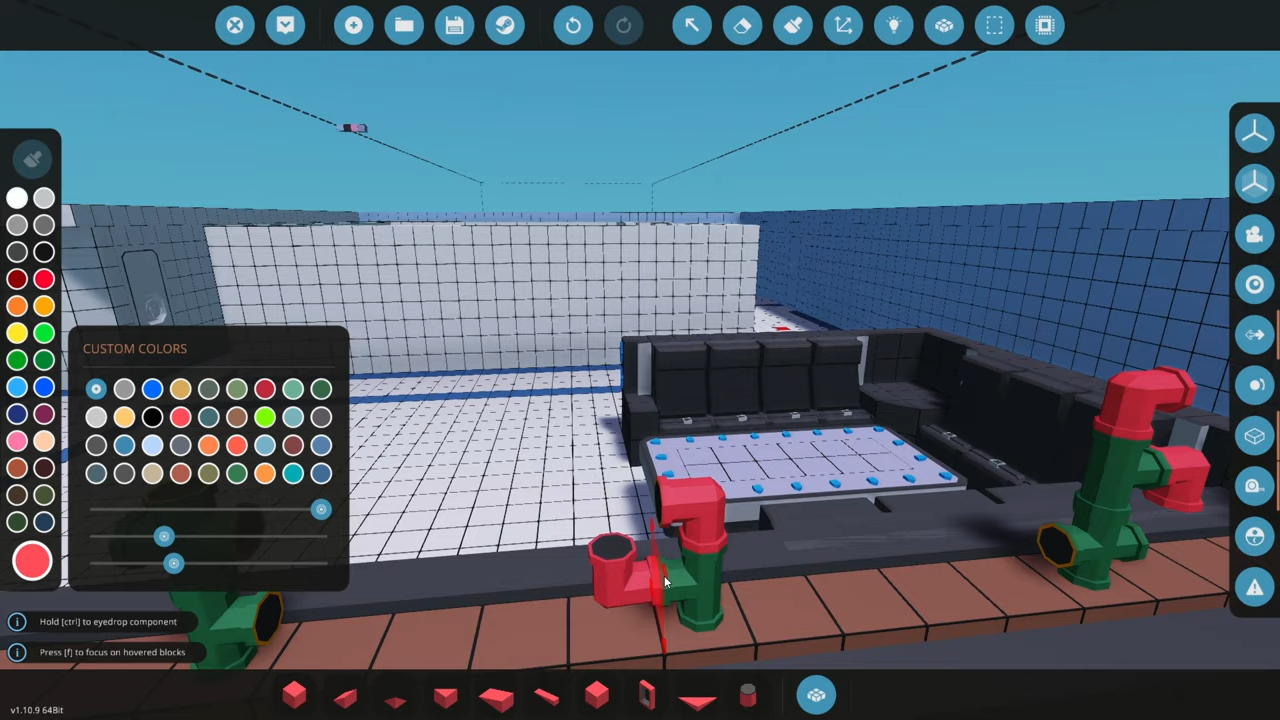 CUSTOM COLORS
Hold [ctrl] to eyedrop component
Press [f] to focus on hovered blocks
v1.10.9 64Bit